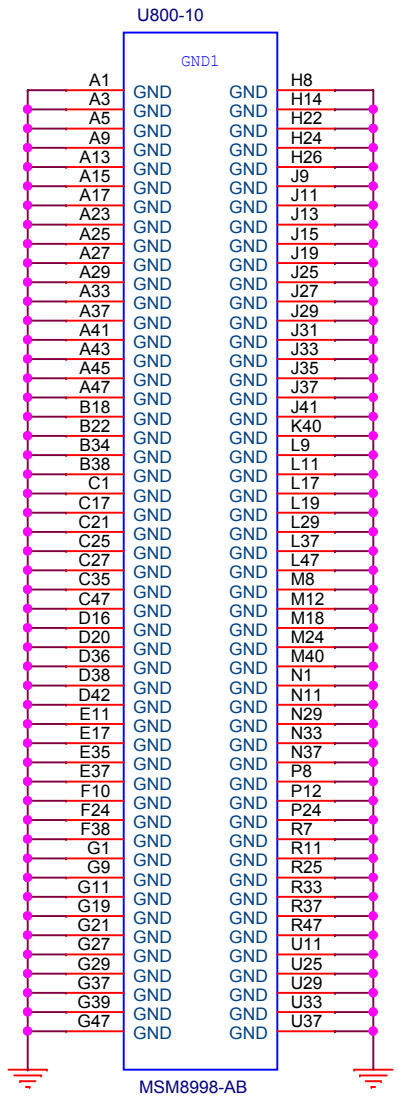 U800-10
GND1
A1 GND GND H8
A3 GND GND H14
A5 GND GND H22
A9 GND GND H24
A13 GND GND H26
A15 GND GND J9
A17 GND GND J11
A23 GND GND J13
A25 GND GND J15
A27 GND GND J19
A29 GND GND J25
A33 GND GND J27
A37 GND GND J29
A41 GND GND J31
A43 GND GND J33
A45 GND GND J35
A47 GND GND J37
B18 GND GND J41
B22 GND GND K40
B34 GND GND L9
B38 GND GND L11
C1 GND GND L17
C17 GND GND L19
C21 GND GND L29
C25 GND GND L37
C27 GND GND L47
C35 GND GND M8
C47 GND GND M12
D16 GND GND M18
D20 GND GND M24
D36 GND GND M40
D38 GND GND N1
D42 GND GND N11
E11 GND GND N29
E17 GND GND N33
E35 GND GND N37
E37 GND GND P8
F10 GND GND P12
F24 GND GND P24
F38 GND GND R7
G1 GND GND R11
G9 GND GND R25
G11 GND GND R33
G19 GND GND R37
G21 GND GND R47
G27 GND GND U11
G29 GND GND U25
G37 GND GND U29
G39 GND GND U33
G47 GND GND U37
MSM8998-AB